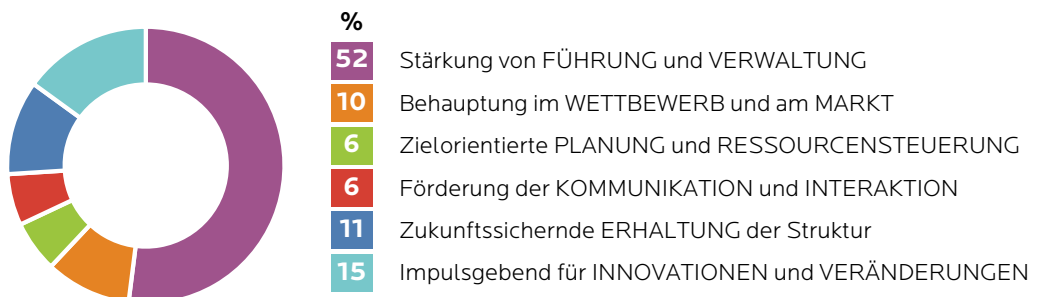 %
52 Stärkung von FÜHRUNG und VERWALTUNG
10 Behauptung im WETTBEWERB und am MARKT
6 Zielorientierte PLANUNG und RESSOURCENSTEUERUNG
6 Förderung der KOMMUNIKATION und INTERAKTION
11 Zukunftssichernde ERHALTUNG der Struktur
15 Impulsgebend für INNOVATIONEN und VERÄNDERUNGEN